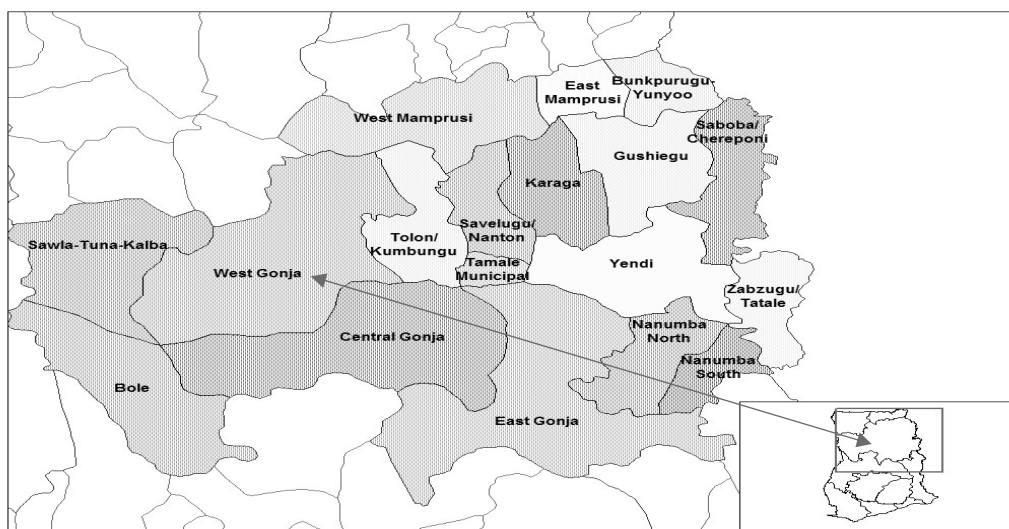 East
Mamprusi
Bunkpurugu-
Yunyoo
West Mamprusi
Saboba/
Chereponi
Gushiegu
Karaga
Savelugu/
Nanton
Tolon/
Kumbungu
Sawla-Tuna-Kalba
West Gonja
Tamale
Municipal
Yendi
Zabzugu/
Tatale
Nanumba
North
Central Gonja
Nanumba
South
Bole
East Gonja